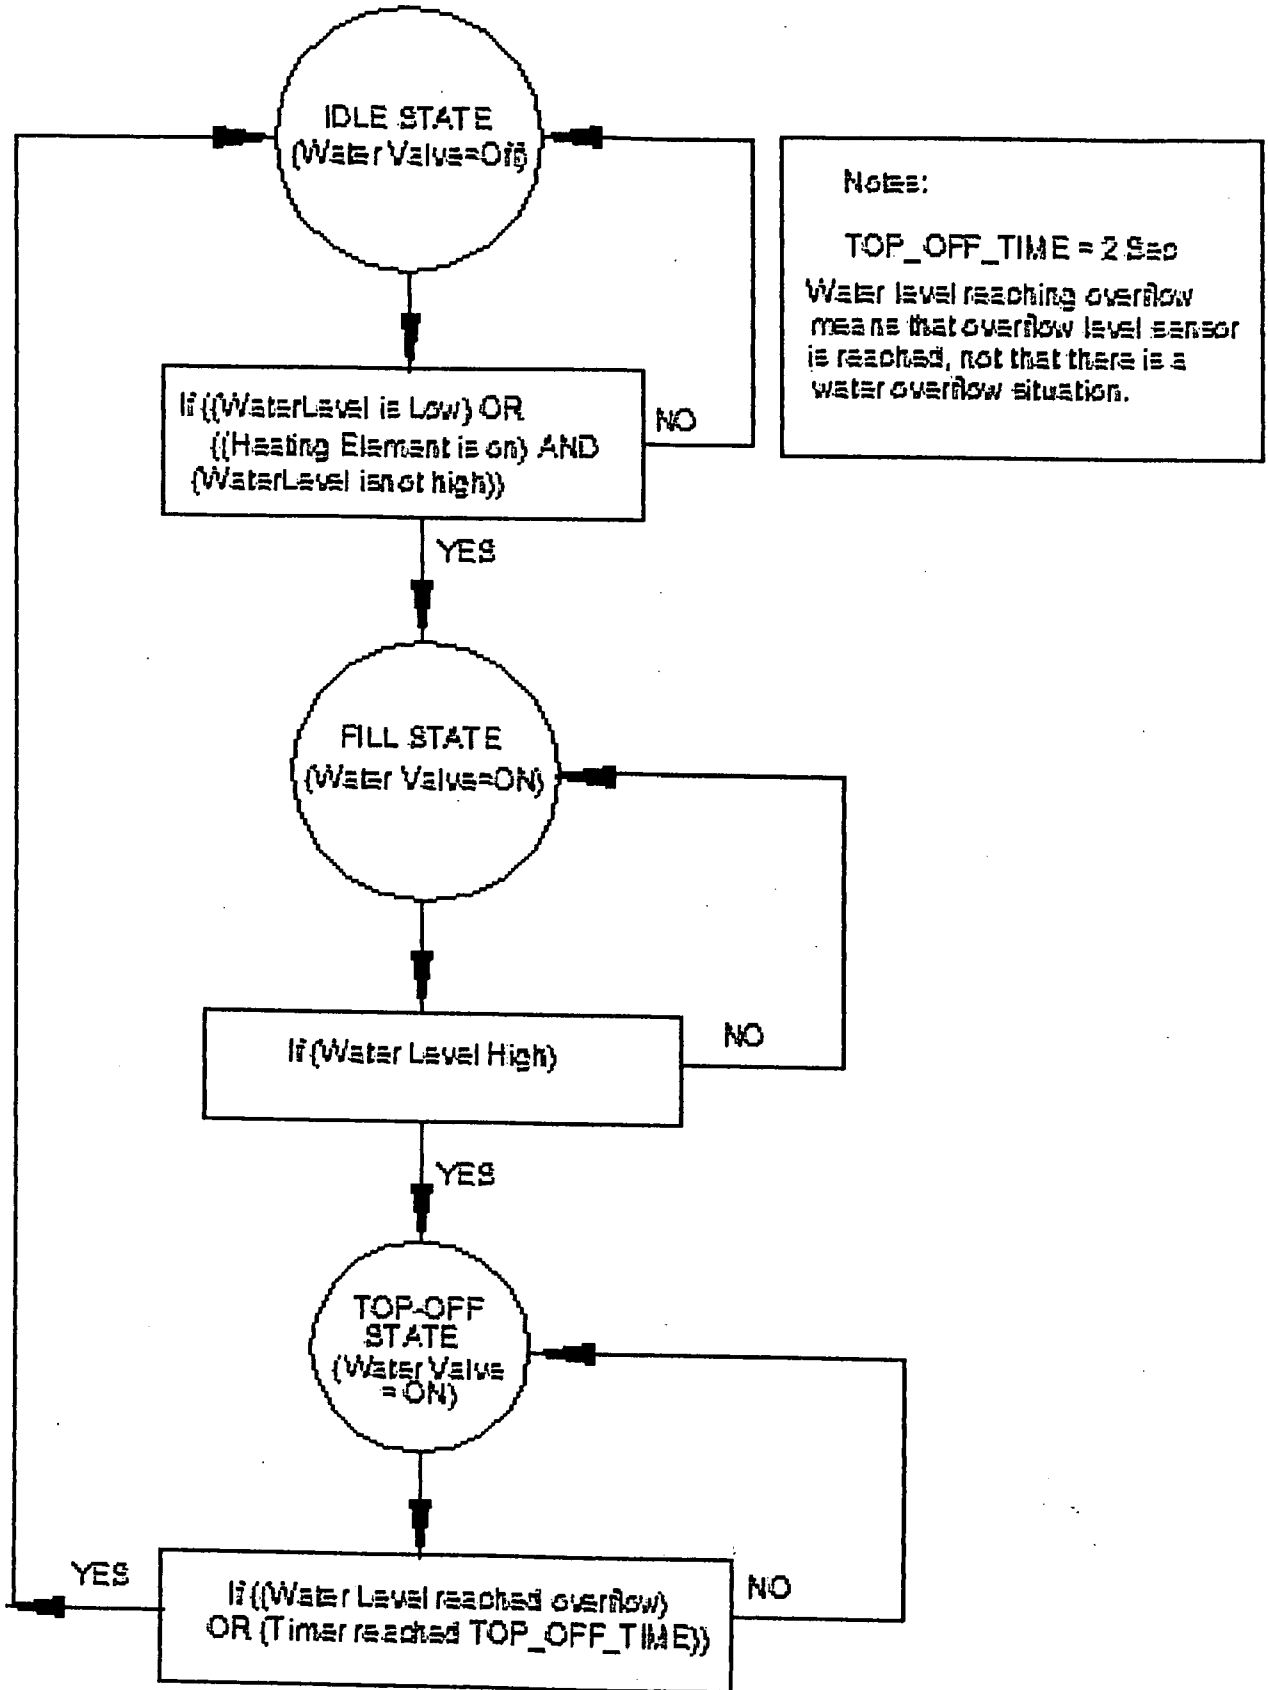 IDLE STATE
(Water Valve=Off)
Notes:
TOP_OFF_TIME = 2 Sec
Water level reaching overflow
means that overflow level sensor
is reached, not that there is a
water overflow situation.
If ((WaterLevel is Low) OR
((Heating Element is on) AND
(WaterLevel isnot high))
NO
YES
FILL STATE
(Water Valve=ON)
If (Water Level High)
NO
YES
TOP-OFF
STATE
(Water Valve
= ON)
YES
If ((Water Level reached overflow)
OR (Timer reached TOP_OFF_TIME))
NO